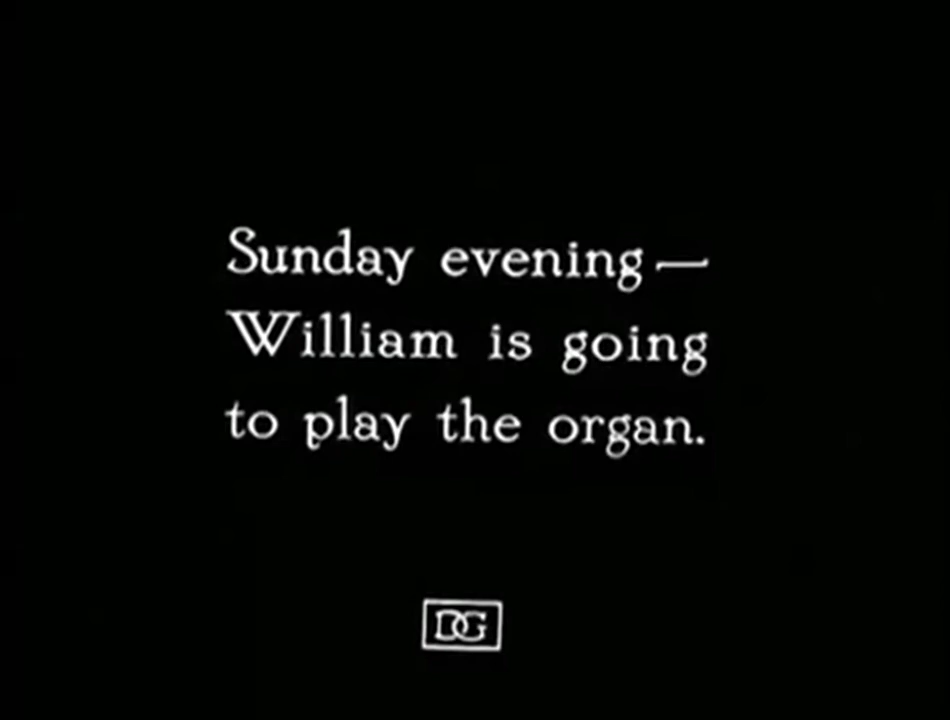 Sunday evening—
William is going
to play the organ.
DG